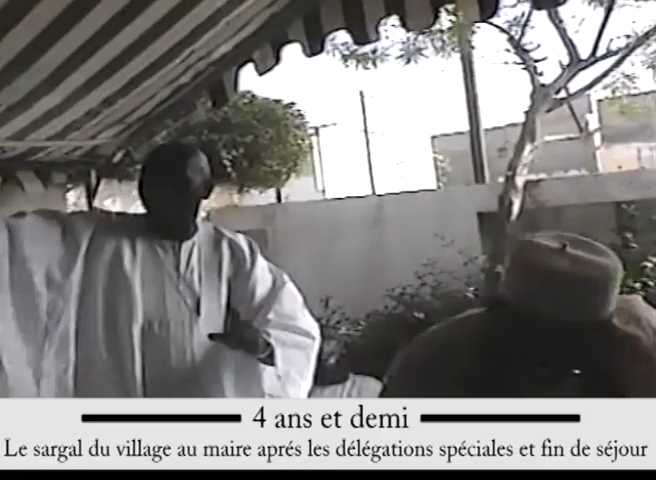 4 ans et demi
Le sargal du village au maire aprés les délégations spéciales et fin de séjour